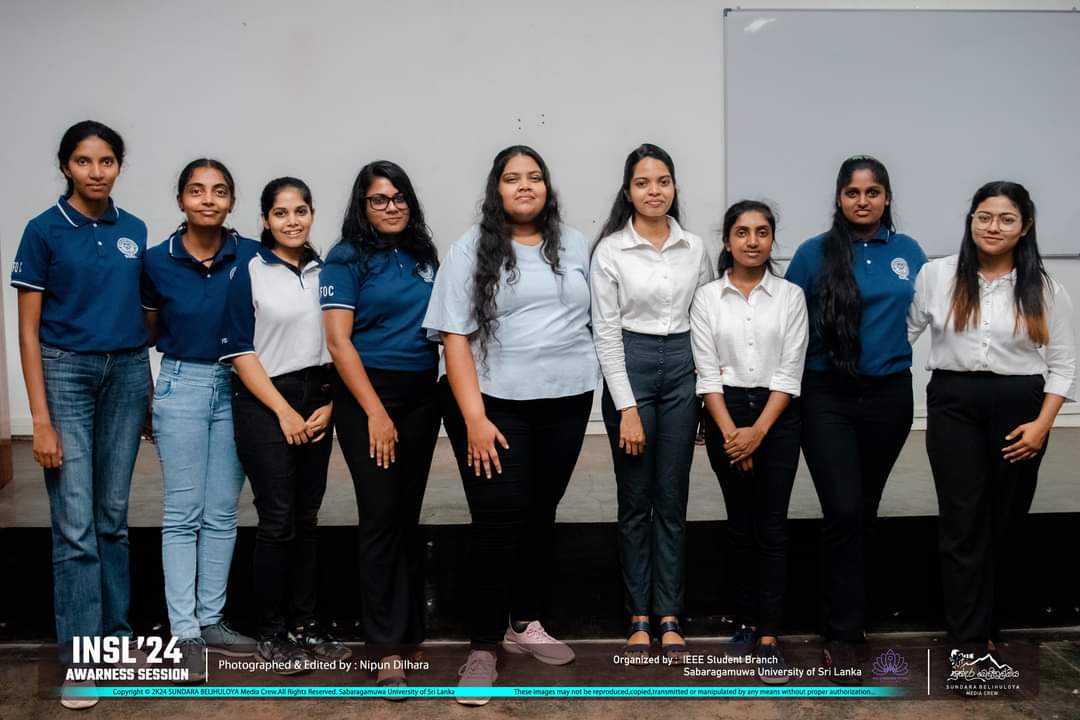 FOC
FOC
INSL'24
AWARNESS SESSION
Photographed & Edited by : Nipun Dilhara
Organized by : IEEE Student Branch
Sabaragamuwa University of Sri Lanka
SUNDARA BELIHULOYA
MEDIA CREW
Copyright © 2K24 SUNDARA BELIHULOYA Media Crew.All Rights Reserved. Sabaragamuwa University of Sri Lanka
These images may not be reproduced,copied,transmitted or manipulated by any means without proper authorization...